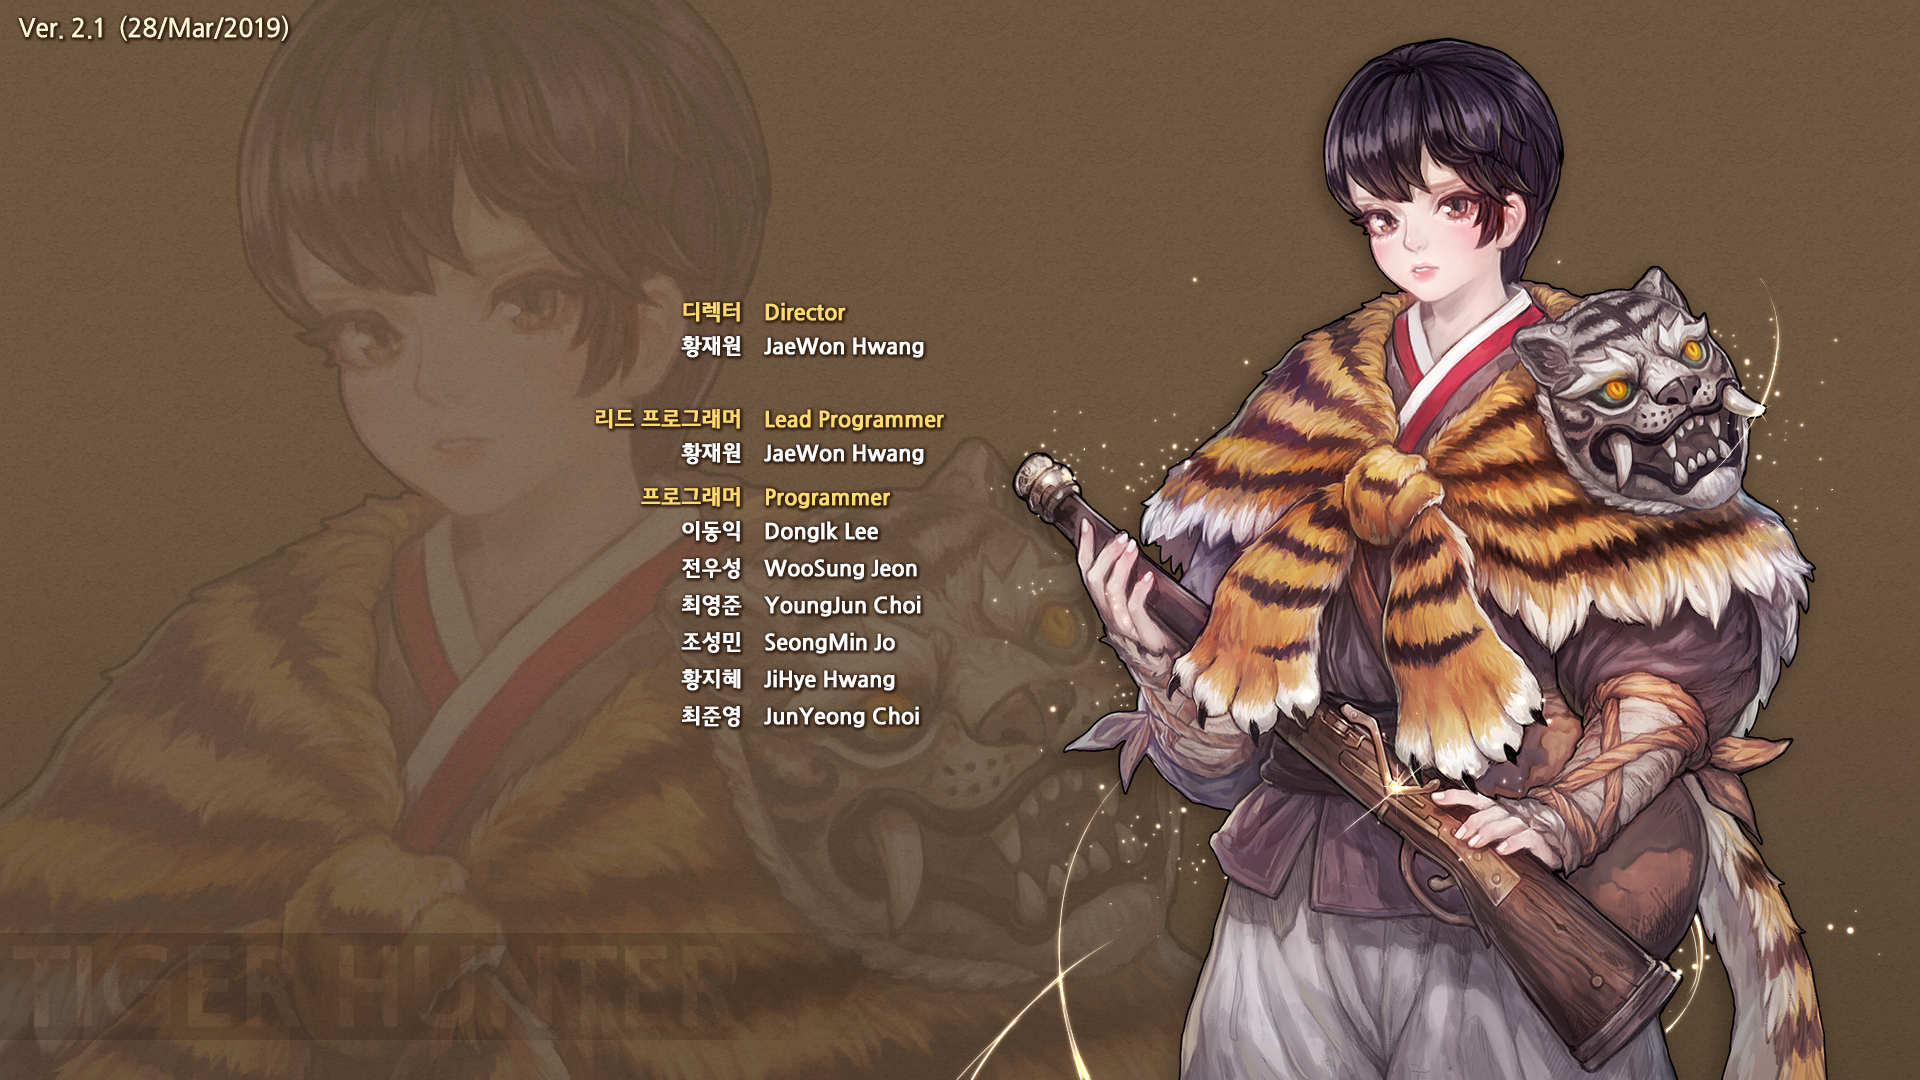 Ver. 2.1 (28/Mar/2019)
디렉터 Director
황재원 JaeWon Hwang
리드 프로그래머 Lead Programmer
황재원 JaeWon Hwang
프로그래머 Programmer
이동익 DongIk Lee
전우성 WooSung Jeon
최영준 YoungJun Choi
조성민 SeongMin Jo
황지혜 JiHye Hwang
최준영 JunYeong Choi
TIGER HUNTER